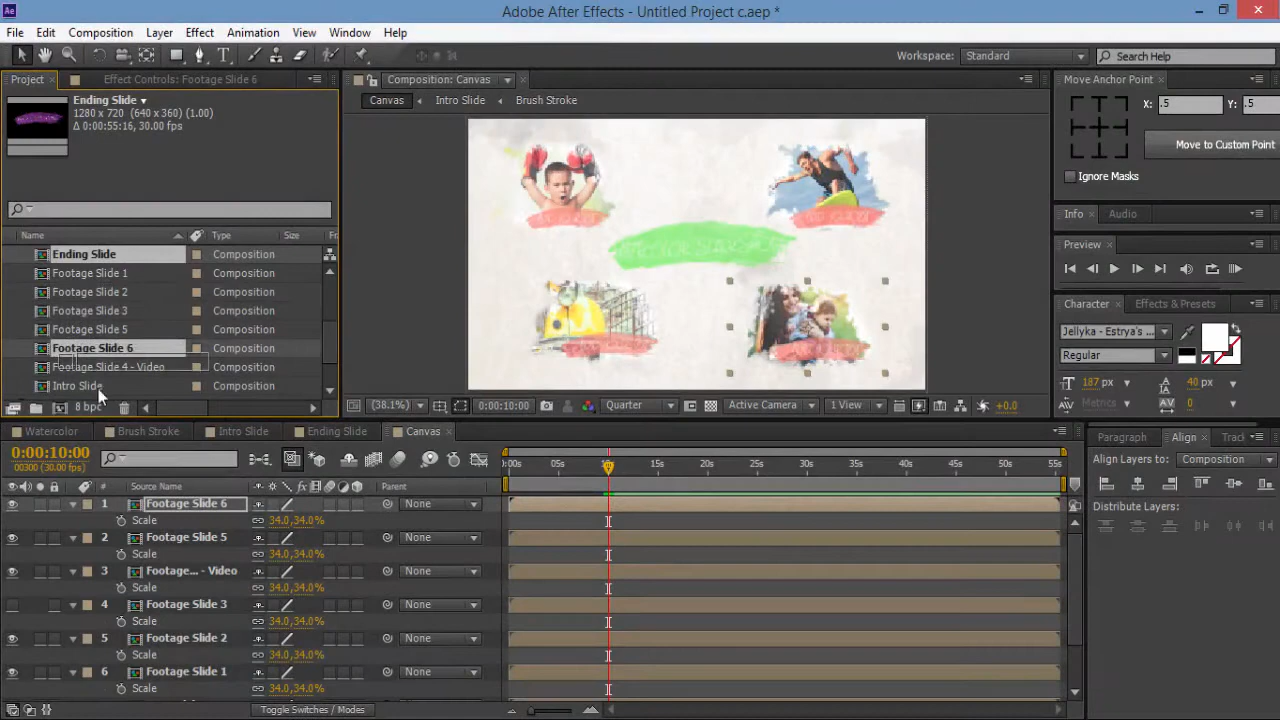 Adobe After Effects - Untitled Project c.aep *
File Edit Composition Layer Effect Animation View Window Help
Workspace: Standard Search Help
Project Effect Controls: Footage Slide 6
Ending Slide
1280 x 720 (640 x 360) (1.00)
Δ 0:00:55:16, 30.00 fps
Name Type Size Fr
Ending Slide Composition
Footage Slide 1 Composition
Footage Slide 2 Composition
Footage Slide 3 Composition
Footage Slide 5 Composition
Footage Slide 6 Composition
Footage Slide 4 - Video Composition
Intro Slide Composition
8 bpc
Composition: Canvas
Canvas Intro Slide Brush Stroke
(38.1%) 0:00:10:00 Quarter Active Camera 1 View +0.0
Move Anchor Point
X: .5 Y: .5
Move to Custom Point
Ignore Masks
Info Audio
Preview
Character Effects & Presets
Jellyka - Estrya's ...
Regular
187 px 40 px
Metrics 0
Watercolor Brush Stroke Intro Slide Ending Slide Canvas
0:00:10:00
00300 (30.00 fps)
# Source Name Parent
:00s 05s 15s 20s 25s 30s 35s 40s 45s 50s 55s
1 Footage Slide 6 None
Scale 34.0,34.0%
2 Footage Slide 5 None
Scale 34.0,34.0%
3 Footage... - Video None
Scale 34.0,34.0%
4 Footage Slide 3 None
Scale 34.0,34.0%
5 Footage Slide 2 None
Scale 34.0,34.0%
6 Footage Slide 1 None
Scale 34.0,34.0%
Toggle Switches / Modes
Paragraph Align Track
Align Layers to: Composition
Distribute Layers: